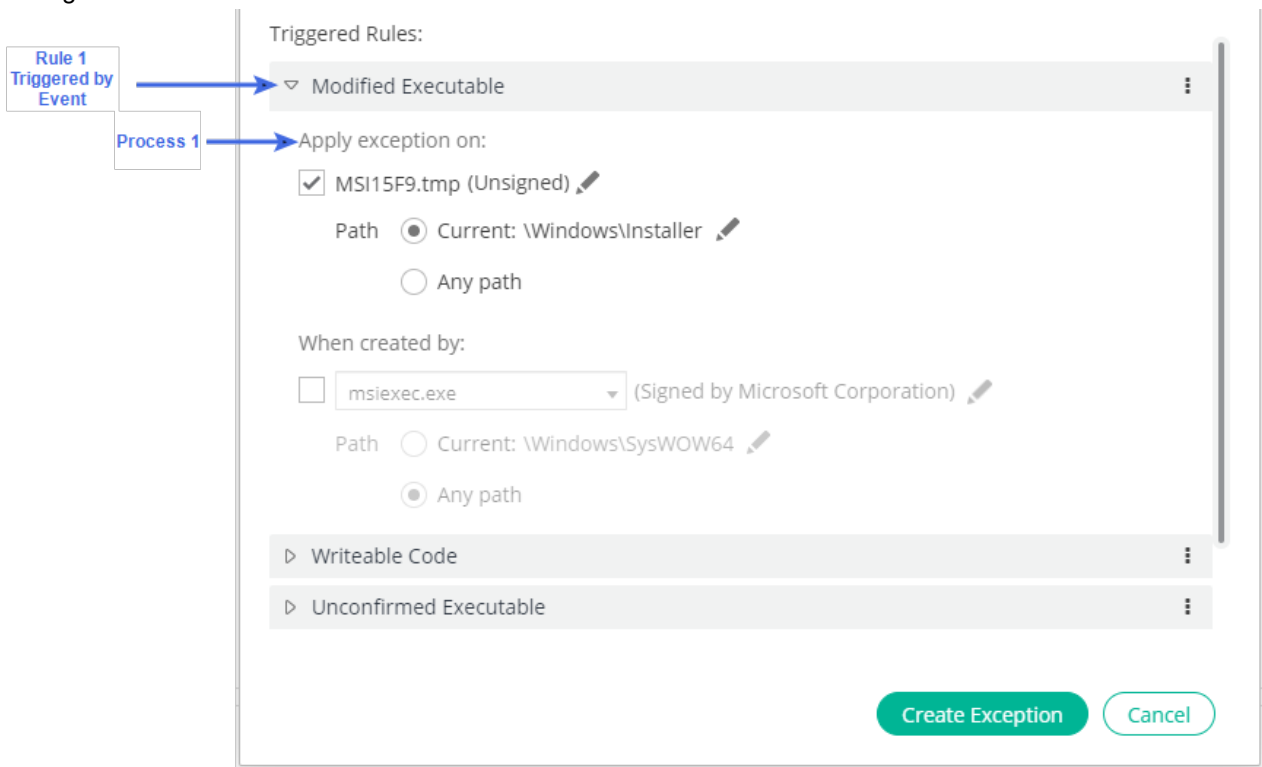 Triggered Rules:
Rule 1
Triggered by
Event
Modified Executable
Process 1
Apply exception on:
MSI15F9.tmp (Unsigned)
Path Current: \Windows\Installer
Any path
When created by:
msiexec.exe (Signed by Microsoft Corporation)
Path Current: \Windows\SysWOW64
Any path
Writeable Code
Unconfirmed Executable
Create Exception Cancel